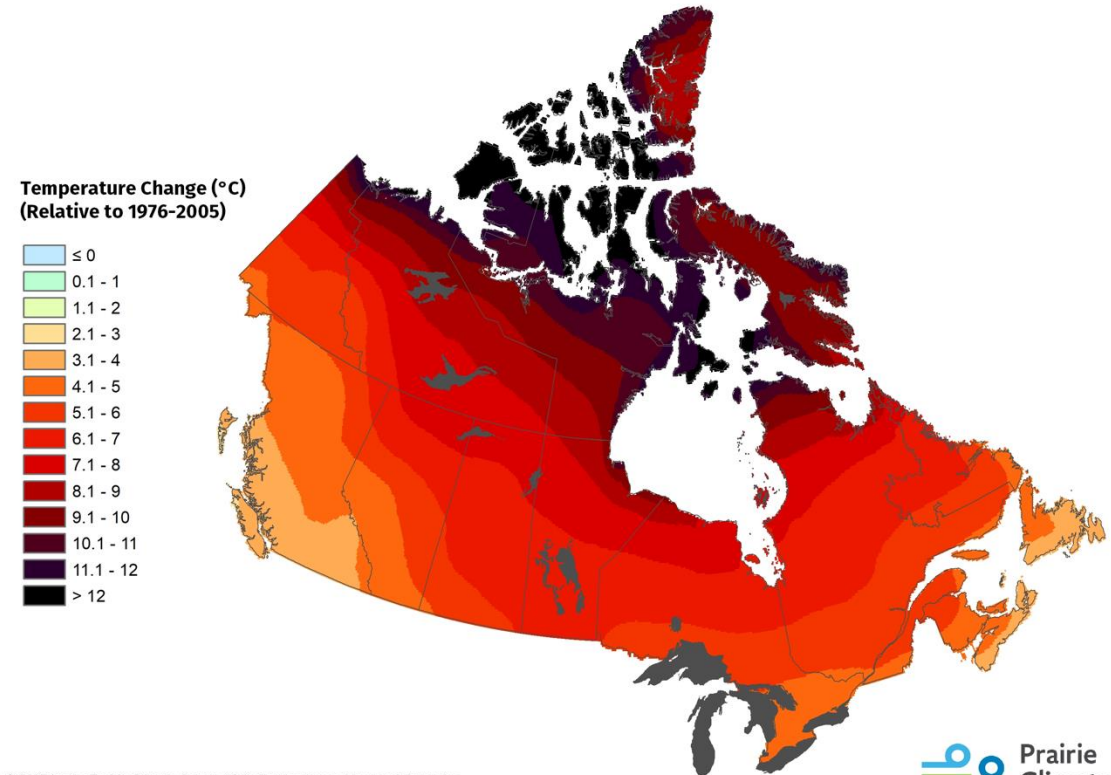 Temperature Change (°C)
(Relative to 1976-2005)
≤ 0
0.1 - 1
1.1 - 2
2.1 - 3
3.1 - 4
4.1 - 5
5.1 - 6
6.1 - 7
7.1 - 8
8.1 - 9
9.1 - 10
10.1 - 11
11.1 - 12
> 12
Prairie